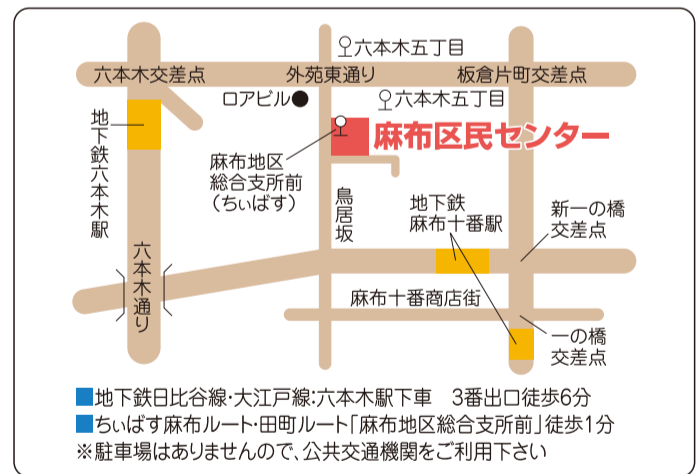 六本木五丁目
六本木交差点
外苑東通り
板倉片町交差点
ロアビル
六本木五丁目
地下鉄六本木駅
麻布区民センター
麻布地区
総合支所前
(ちぃばす)
鳥居坂
地下鉄
麻布十番駅
新一の橋
交差点
六本木通り
麻布十番商店街
一の橋
交差点
■地下鉄日比谷線・大江戸線:六本木駅下車 3番出口徒歩6分
■ちぃばす麻布ルート・田町ルート「麻布地区総合支所前」徒歩1分
※駐車場はありませんので、公共交通機関をご利用下さい